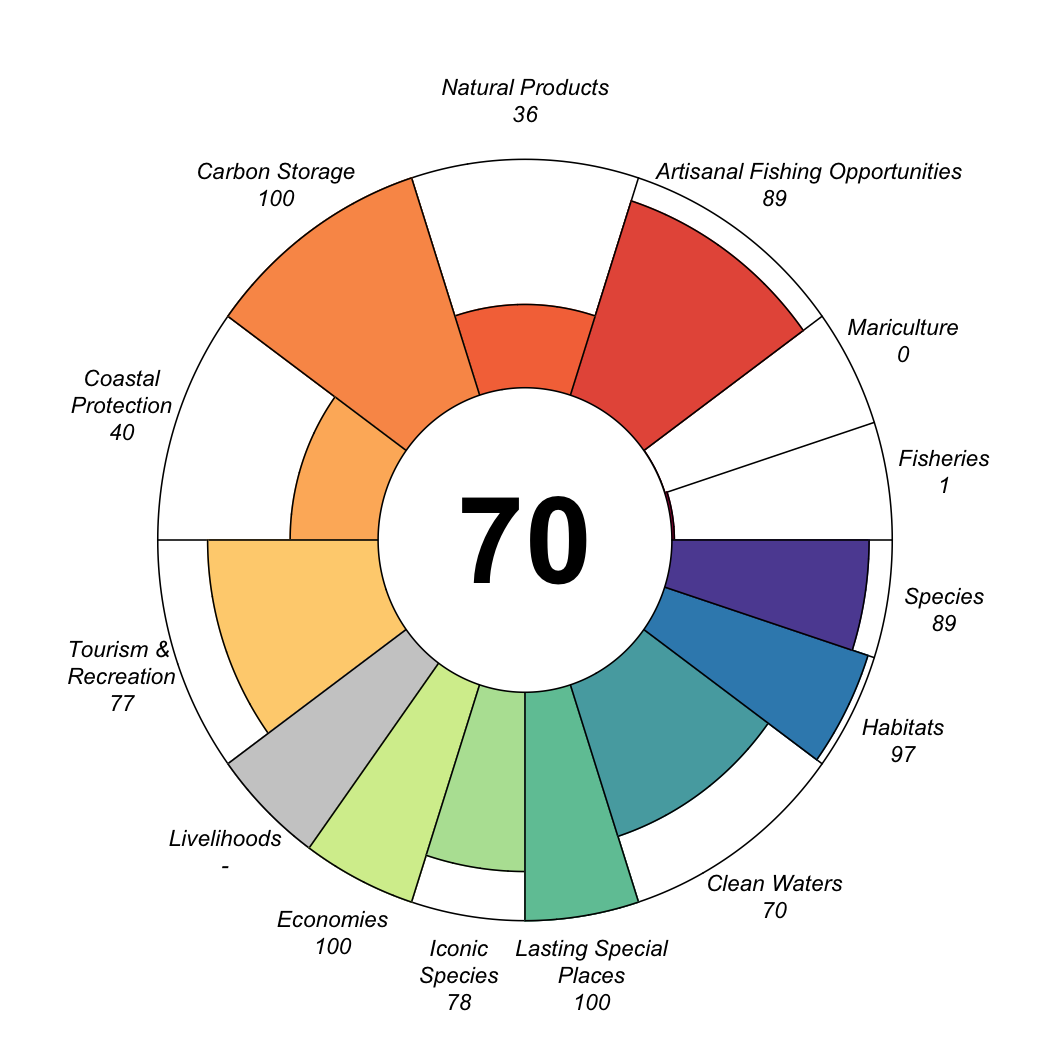 Natural Products
36
Carbon Storage
100
Artisanal Fishing Opportunities
89
Mariculture
0
Coastal
Protection
40
Fisheries
1
70
Species
89
Tourism &
Recreation
77
Habitats
97
Livelihoods
-
Clean Waters
70
Economies
100
Iconic
Species
78
Lasting Special
Places
100